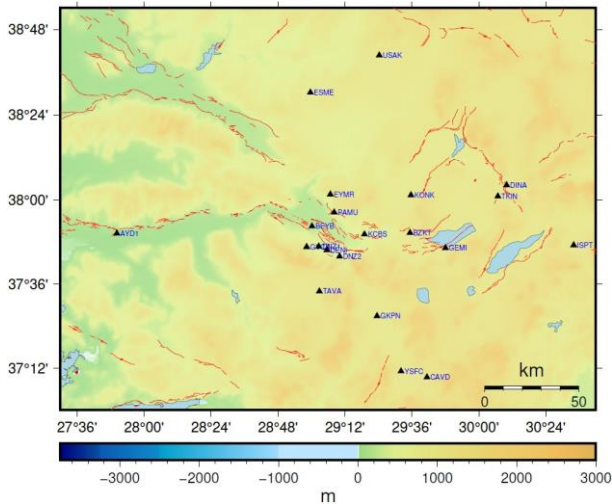 38°48'
USAK
38°24'
ESME
38°00'
DINA
EYMR
KONK
TKIN
PAMU
BEYB
AYD1
KCBS
BZKT
GEMI
ISPT
DNZ2
37°36'
TAVA
GKPN
37°12'
YSFC
CAVD
km
0 50
27°36' 28°00' 28°24' 28°48' 29°12' 29°36' 30°00' 30°24'
-3000 -2000 -1000 0 1000 2000 3000
m